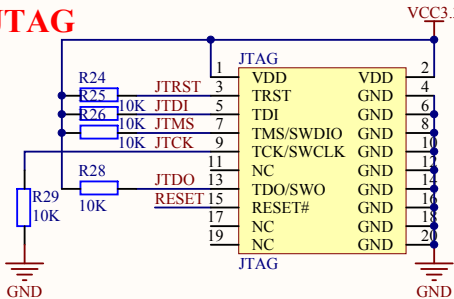 JTAG
VCC3.
JTAG
1 VDD VDD 2
R24
3 JTRST TRST GND 4
R25 10K
5 JTDI TDI GND 6
R26 10K
7 JTMS TMS/SWDIO GND 8
10K
9 JTCK TCK/SWCLK GND 10
11 NC GND 12
R28
13 JTDO TDO/SWO GND 14
R29 10K
15 RESET RESET# GND 16
10K
17 NC GND 18
19 NC GND 20
JTAG
GND GND